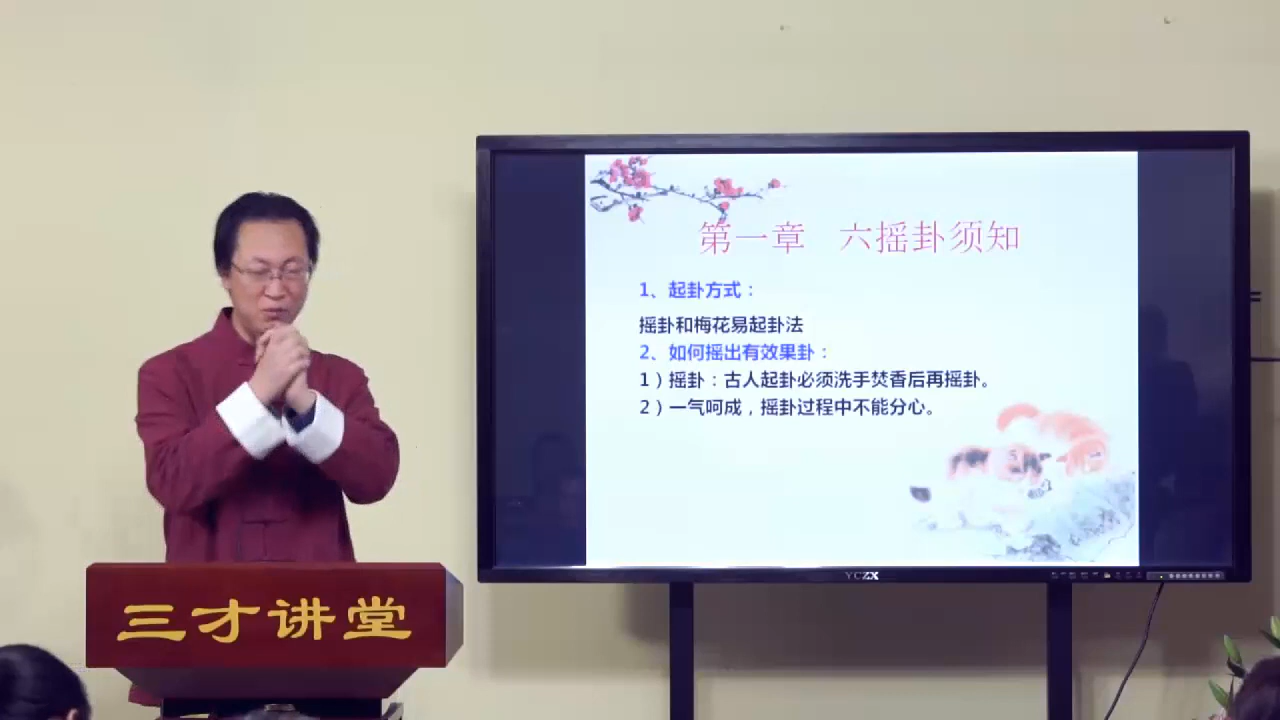 第一章 六摇卦须知
1、起卦方式：
摇卦和梅花易起卦法
2、如何摇出有效果卦：
1）摇卦：古人起卦必须洗手焚香后再摇卦。
2）一气呵成，摇卦过程中不能分心。
YCZX
三才讲堂